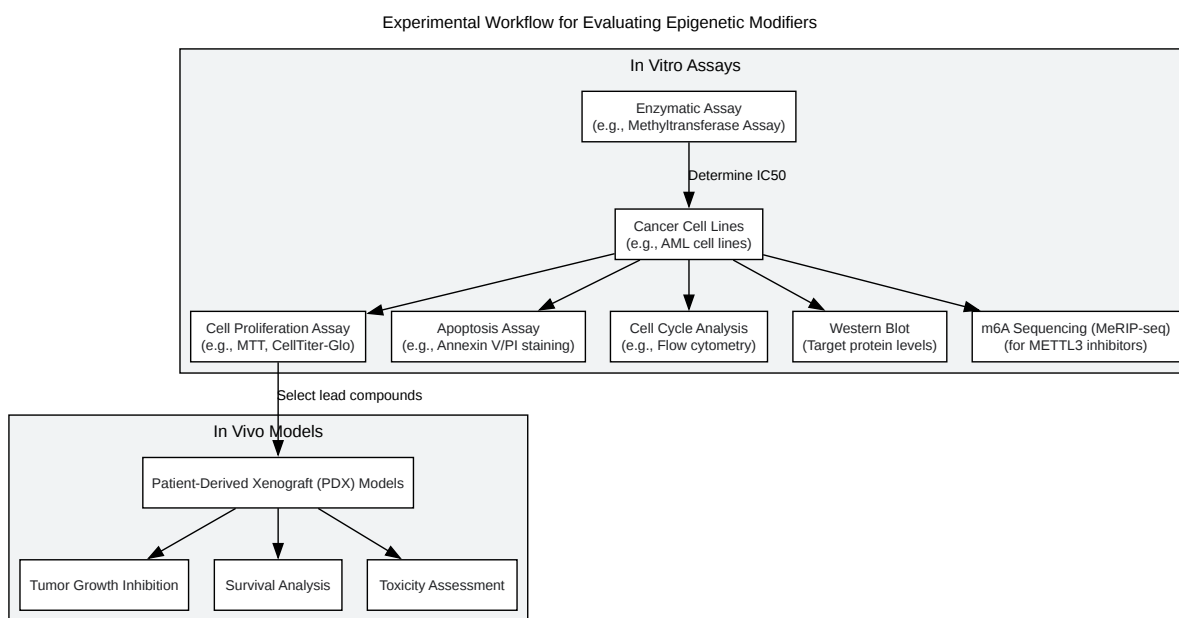 Experimental Workflow for Evaluating Epigenetic Modifiers
In Vitro Assays
Enzymatic Assay
(e.g., Methyltransferase Assay)
Determine IC50
Cancer Cell Lines
(e.g., AML cell lines)
Cell Proliferation Assay
(e.g., MTT, CellTiter-Glo)
Apoptosis Assay
(e.g., Annexin V/PI staining)
Cell Cycle Analysis
(e.g., Flow cytometry)
Western Blot
(Target protein levels)
m6A Sequencing (MeRIP-seq)
(for METTL3 inhibitors)
Select lead compounds
In Vivo Models
Patient-Derived Xenograft (PDX) Models
Tumor Growth Inhibition
Survival Analysis
Toxicity Assessment